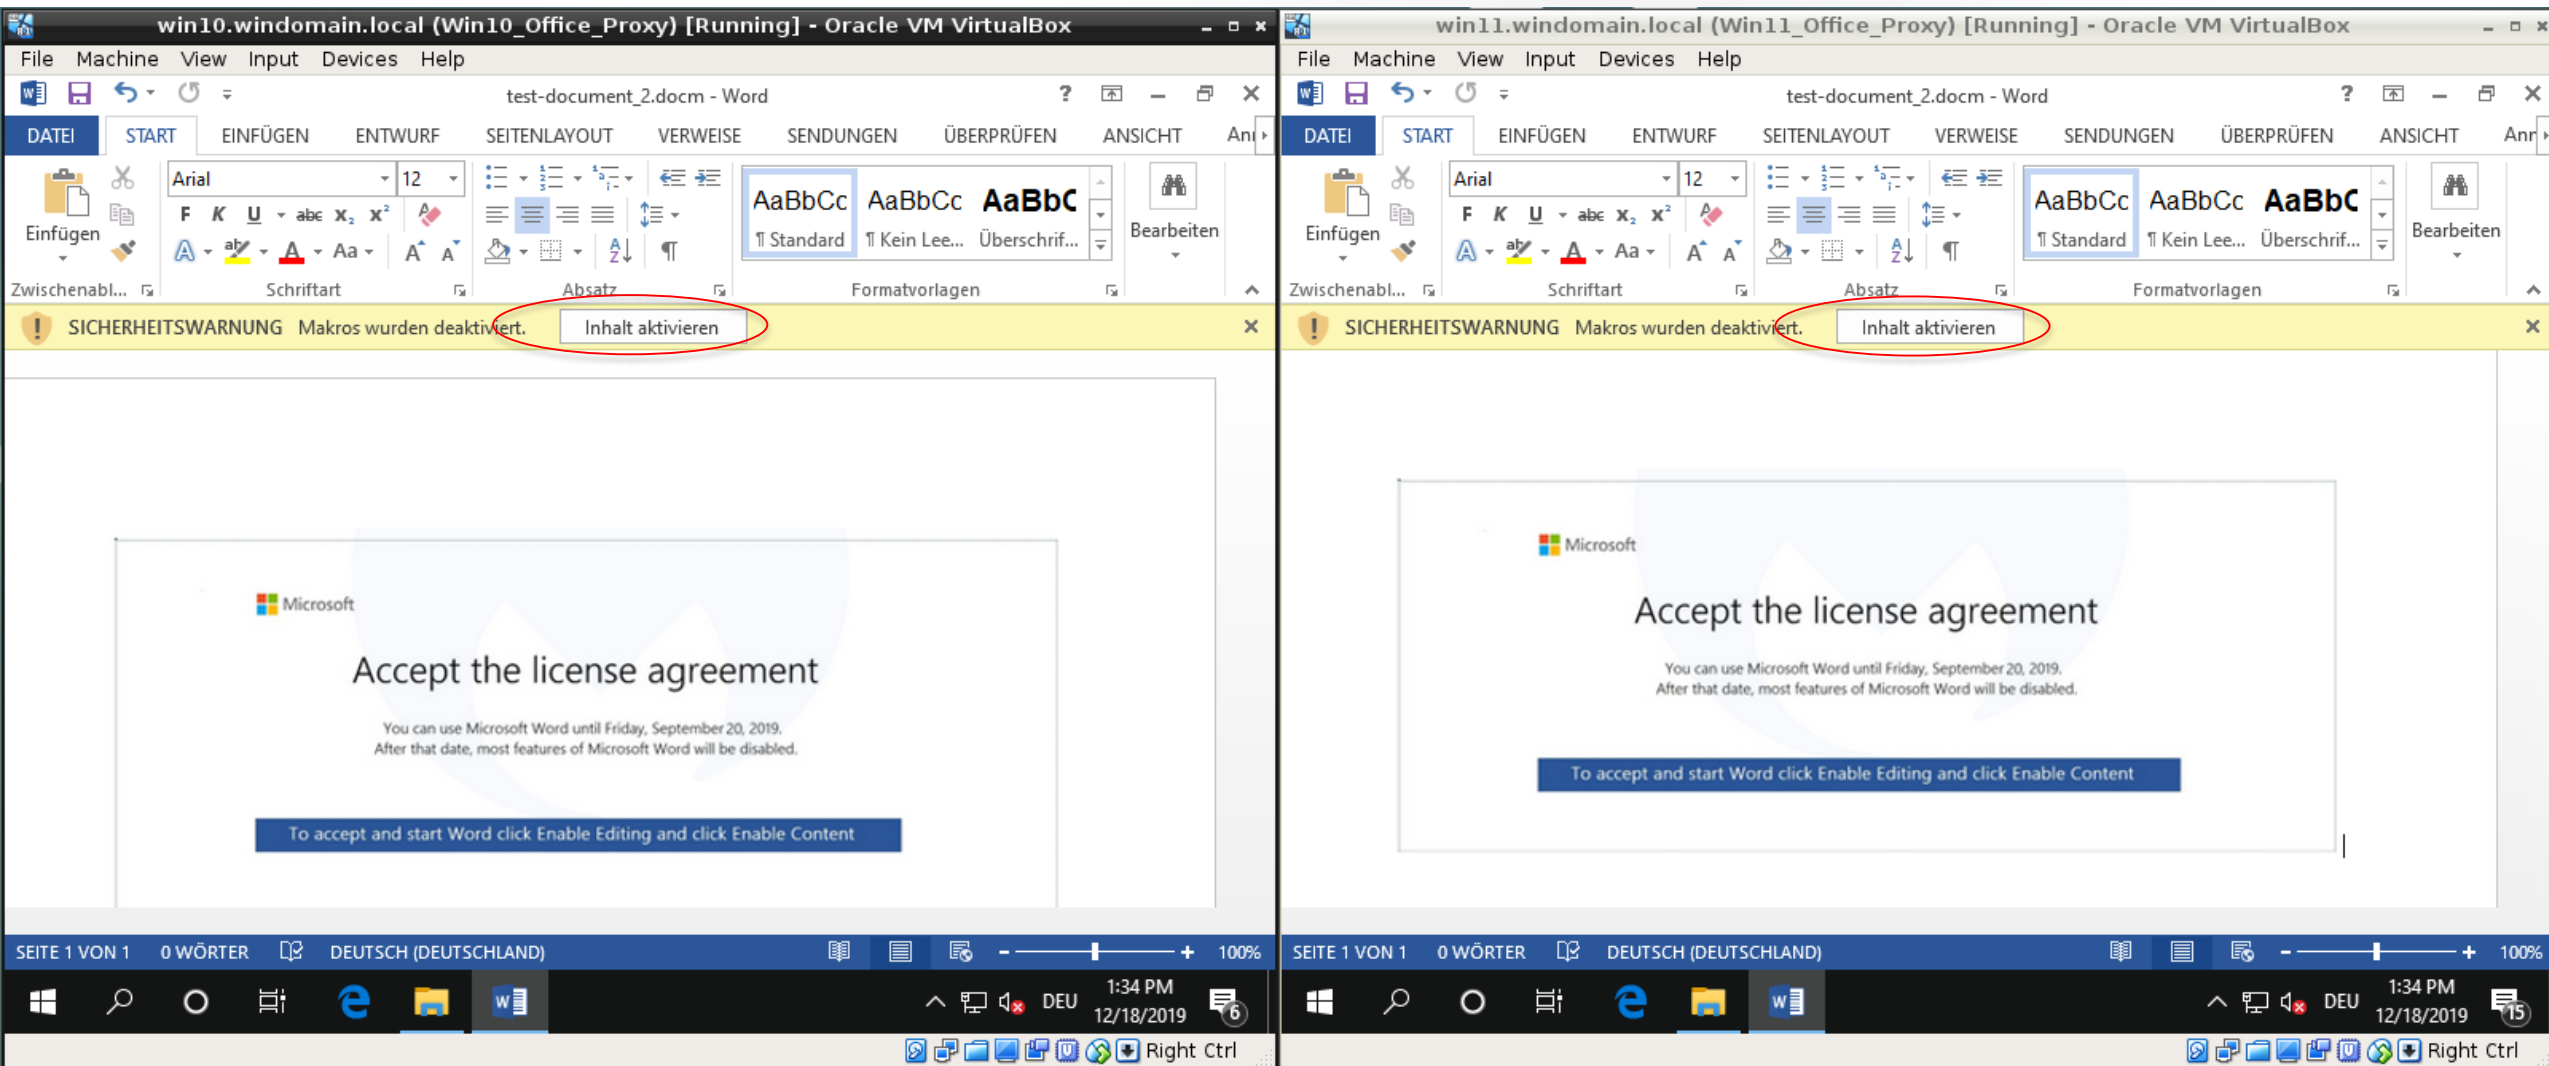 win10.windomain.local (Win10_Office_Proxy) [Running] - Oracle VM VirtualBox
File Machine View Input Devices Help
test-document_2.docm - Word
DATEI START EINFÜGEN ENTWURF SEITENLAYOUT VERWEISE SENDUNGEN ÜBERPRÜFEN ANSICHT
Arial 12
F K U abc x₂ x²
Aa A A
Einfügen
AaBbCc AaBbCc AaBbC
¶ Standard ¶ Kein Lee... Überschrif...
Bearbeiten
Zwischenabl... Schriftart Absatz Formatvorlagen
SICHERHEITSWARNUNG Makros wurden deaktiviert. Inhalt aktivieren
Microsoft
Accept the license agreement
You can use Microsoft Word until Friday, September 20, 2019.
After that date, most features of Microsoft Word will be disabled.
To accept and start Word click Enable Editing and click Enable Content
SEITE 1 VON 1 0 WÖRTER DEUTSCH (DEUTSCHLAND) 100%
DEU 1:34 PM
12/18/2019 6
Right Ctrl
win11.windomain.local (Win11_Office_Proxy) [Running] - Oracle VM VirtualBox
File Machine View Input Devices Help
test-document_2.docm - Word
DATEI START EINFÜGEN ENTWURF SEITENLAYOUT VERWEISE SENDUNGEN ÜBERPRÜFEN ANSICHT
Arial 12
F K U abc x₂ x²
Aa A A
Einfügen
AaBbCc AaBbCc AaBbC
¶ Standard ¶ Kein Lee... Überschrif...
Bearbeiten
Zwischenabl... Schriftart Absatz Formatvorlagen
SICHERHEITSWARNUNG Makros wurden deaktiviert. Inhalt aktivieren
Microsoft
Accept the license agreement
You can use Microsoft Word until Friday, September 20, 2019.
After that date, most features of Microsoft Word will be disabled.
To accept and start Word click Enable Editing and click Enable Content
SEITE 1 VON 1 0 WÖRTER DEUTSCH (DEUTSCHLAND) 100%
DEU 1:34 PM
12/18/2019 15
Right Ctrl